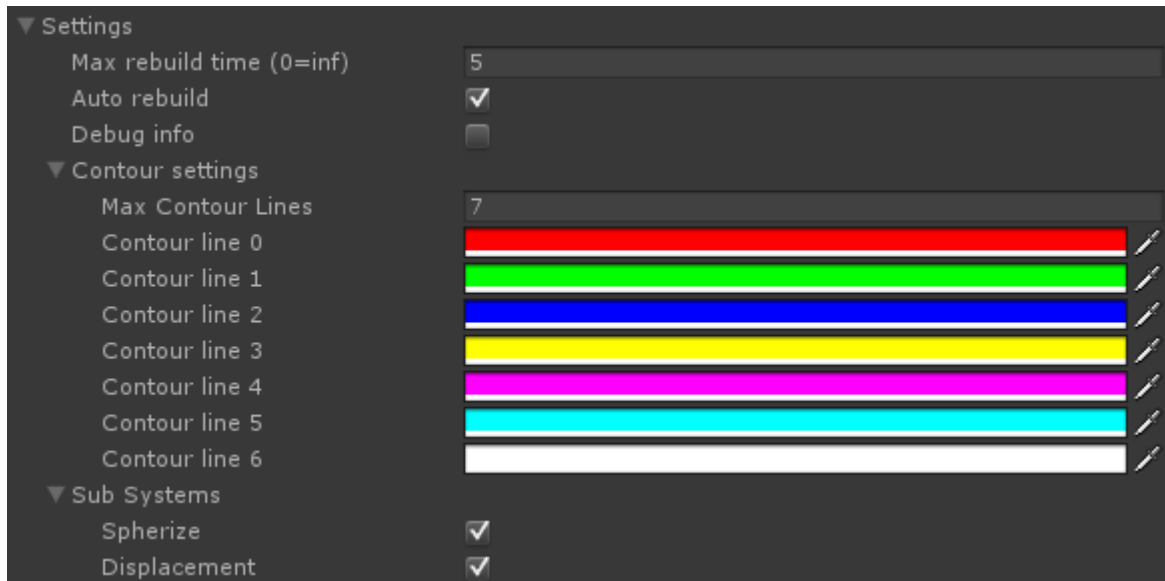 Settings
Max rebuild time (0=inf) 5
Auto rebuild
Debug info
Contour settings
Max Contour Lines 7
Contour line 0
Contour line 1
Contour line 2
Contour line 3
Contour line 4
Contour line 5
Contour line 6
Sub Systems
Spherize
Displacement